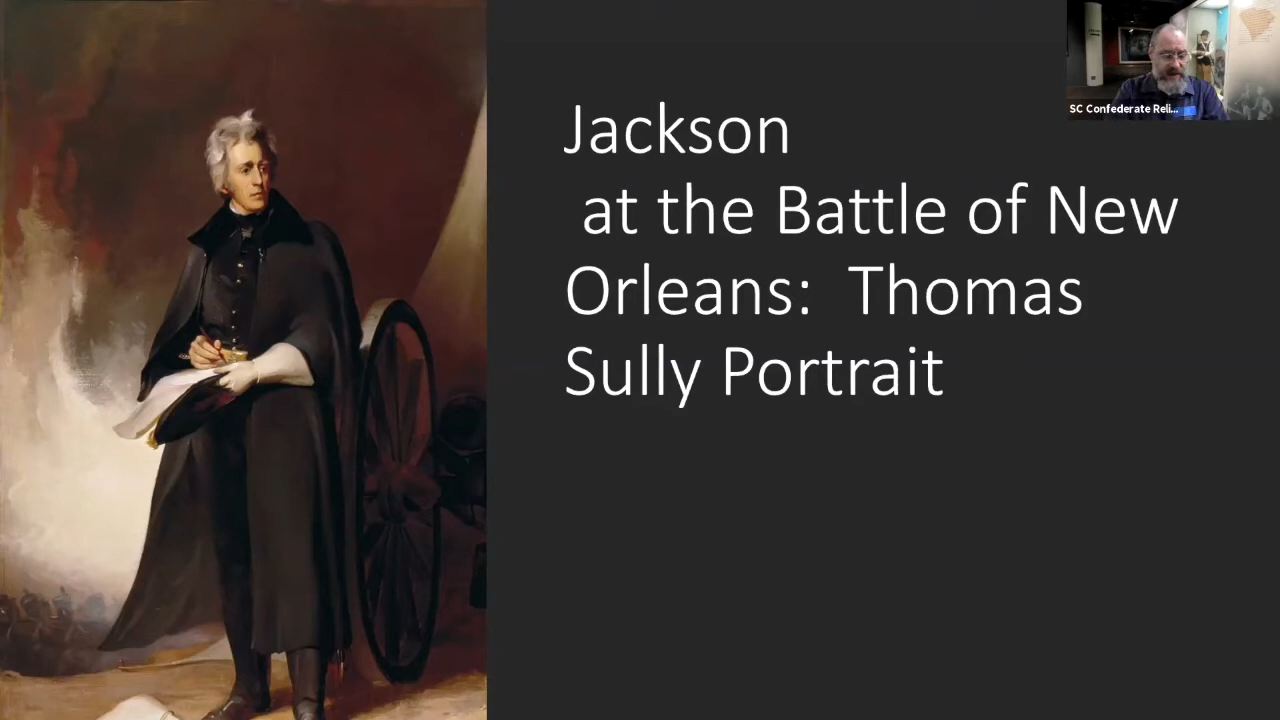 Jackson
at the Battle of New
Orleans: Thomas
Sully Portrait
SC Confederate Reli...